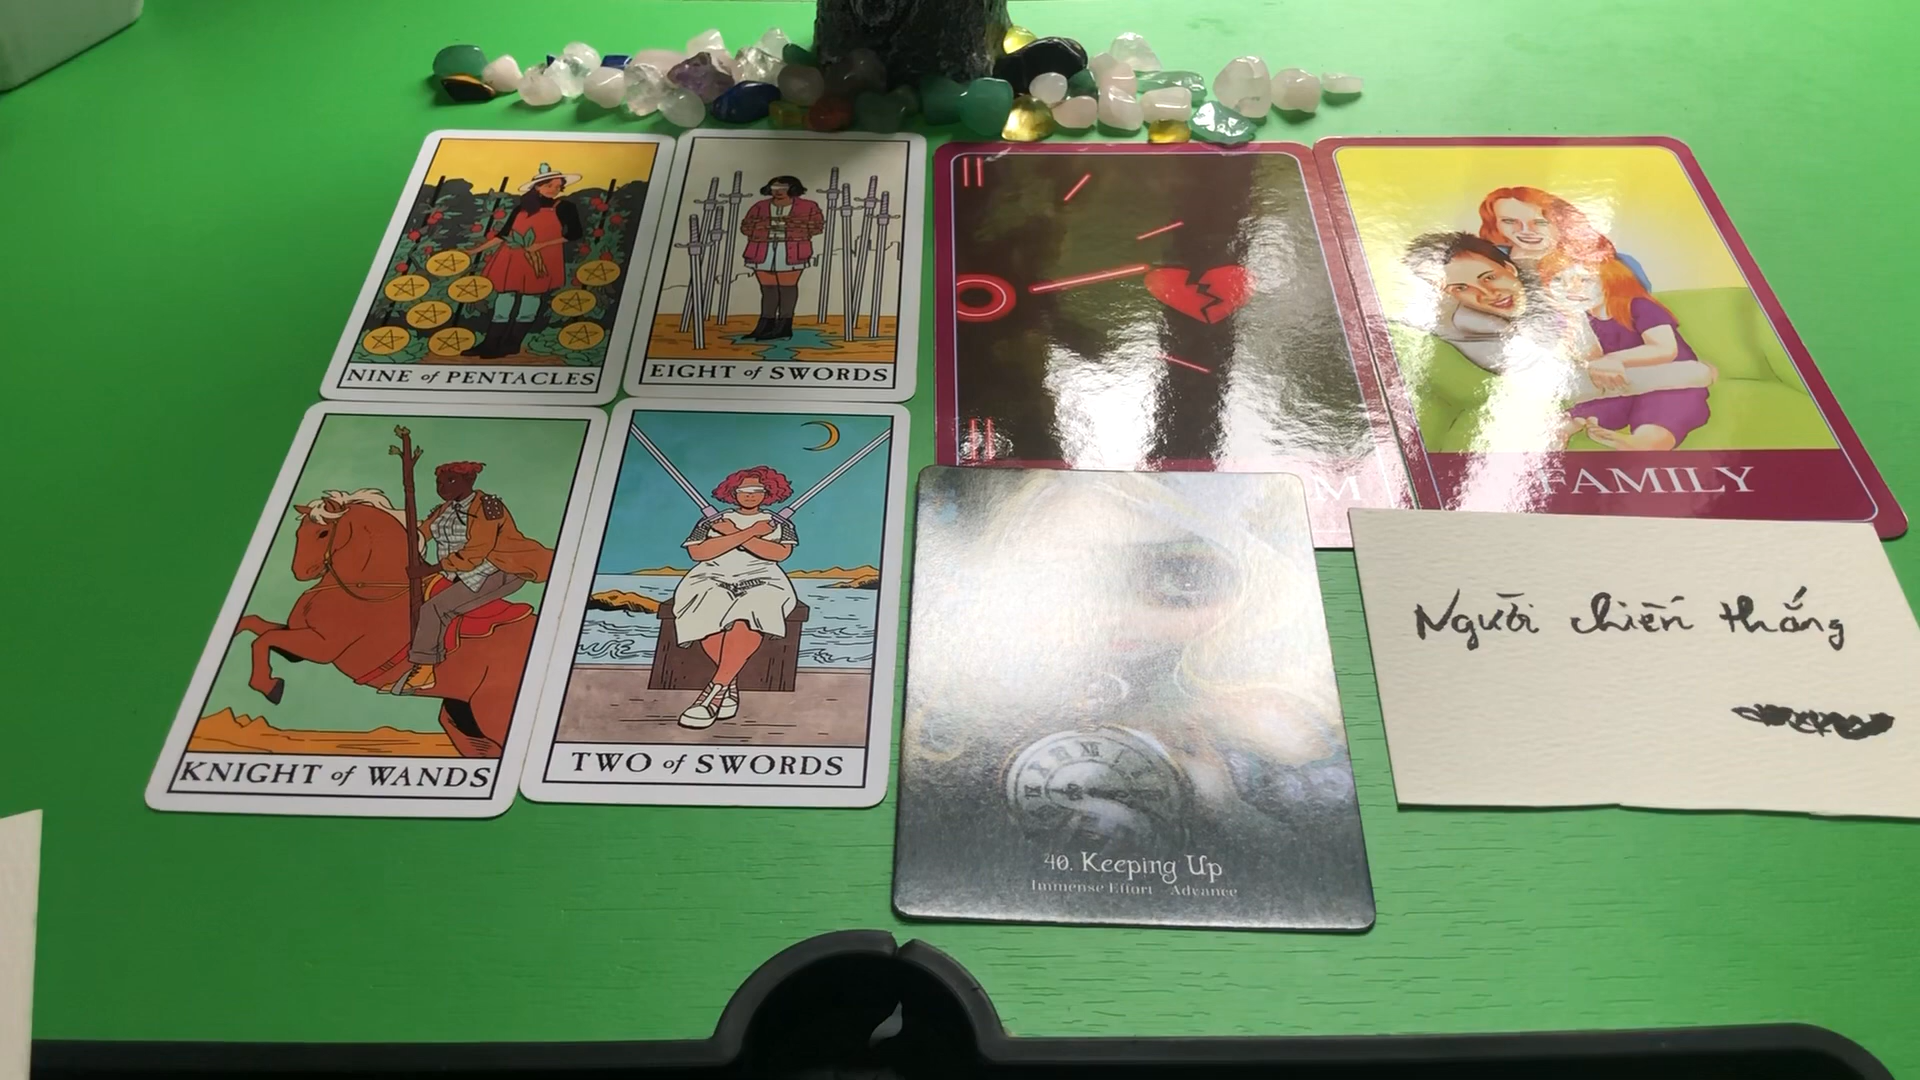 NINE of PENTACLES
EIGHT of SWORDS
KNIGHT of WANDS
TWO of SWORDS
M
FAMILY
40. Keeping Up
Immense Effort Advance
Người chiến thắng